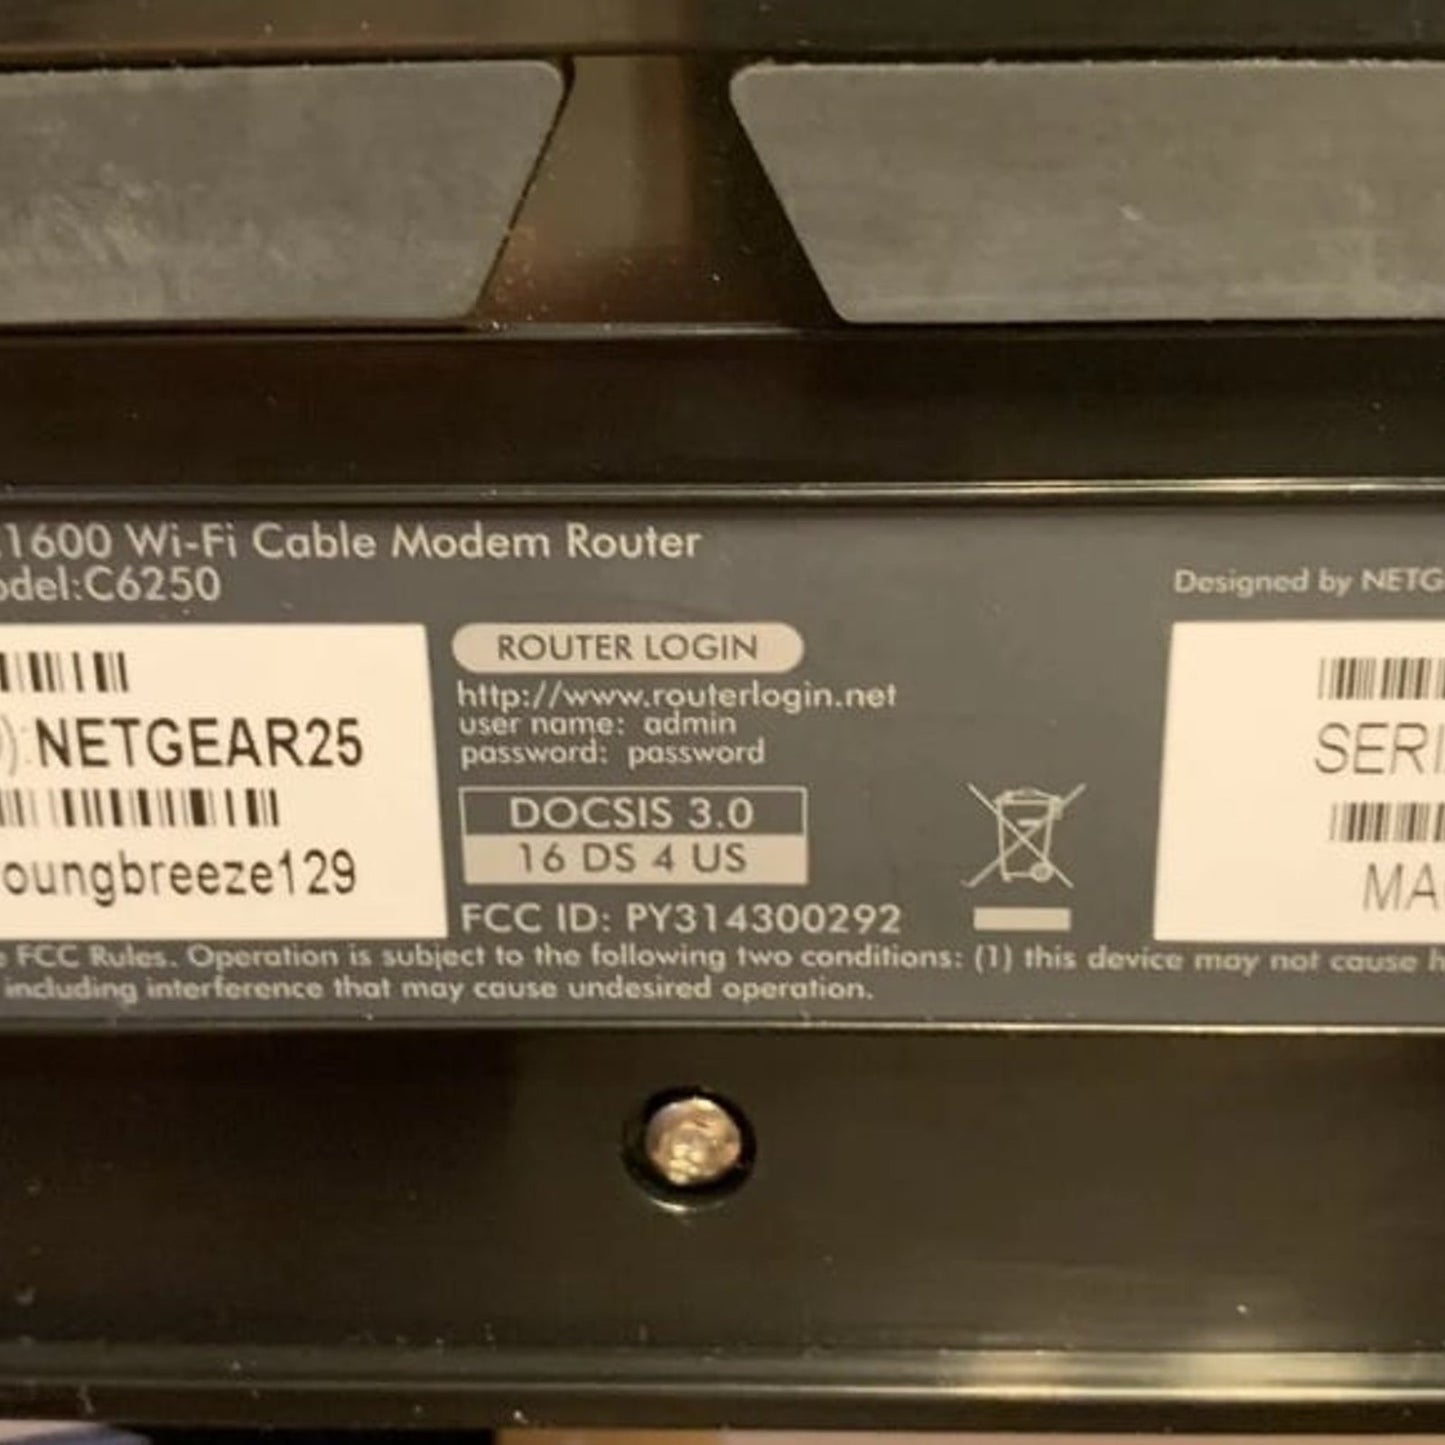 1600 Wi-Fi Cable Modem Router
odel:C6250
Designed by NETG
):NETGEAR25
oungbreeze129
ROUTER LOGIN
http://www.routerlogin.net
user name: admin
password: password
DOCSIS 3.0
16 DS 4 US
FCC ID: PY314300292
SERI
MA
e FCC Rules. Operation is subject to the following two conditions: (1) this device may not cause h
including interference that may cause undesired operation.